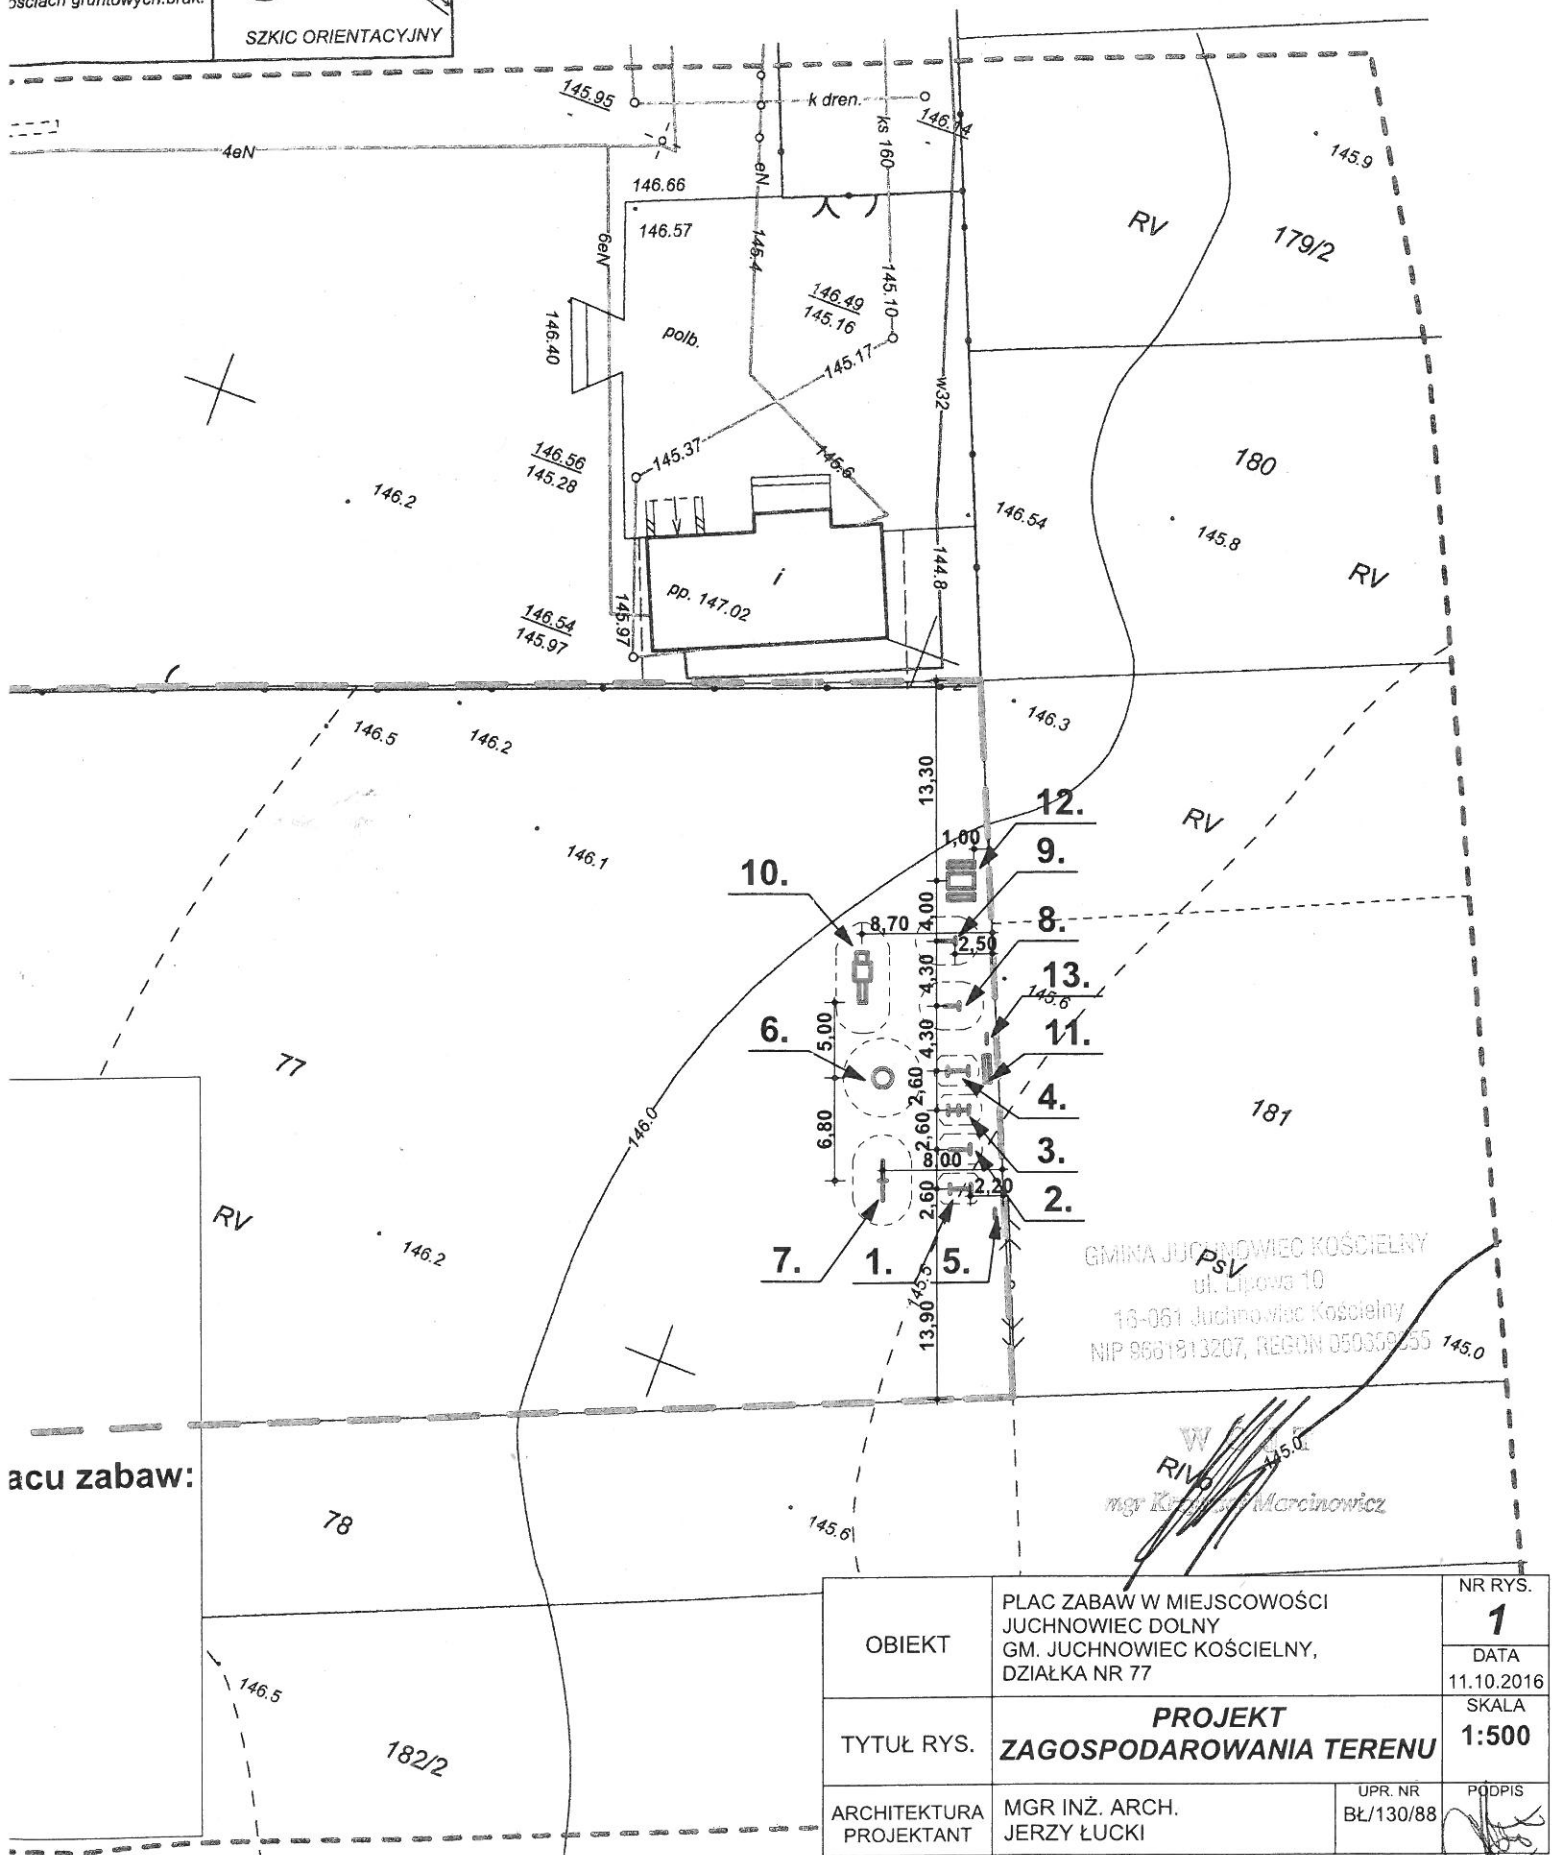 gruntowych.bruk.
SZKIC ORIENTACYJNY
145.95
k dren.
146.14
ks 160
4eN
eN
145.9
146.66
146.57
RV
179/2
6eN
145.4
146.49
145.16
145.10
146.40
polb.
145.17
w32
146.56
145.28
145.37
145.6
180
146.2
146.54
145.8
RV
144.8
i
pp. 147.02
146.54
145.97
145.97
146.5
146.2
146.3
13,30
12.
RV
1,00
9.
146.1
10.
4,00
8.
8,70
2,50
4,30
13.
145.6
6.
5,00
4,30
11.
77
2,60
4.
181
146.0
6,80
2,60
3.
8,00
2,60
2,20
2.
RV
146.2
7.
1.
5.
145.5
13,90
GMINA JUCHNOWIEC KOŚCIELNY
PsV
ul. Lipowa 10
16-061 Juchnowiec Kościelny
NIP 9661813207, REGON 050659355
145.0
acu zabaw:
145.0
mgr Marcinowicz
78
145.6
146.5
182/2
OBIEKT
PLAC ZABAW W MIEJSCOWOŚCI
JUCHNOWIEC DOLNY
GM. JUCHNOWIEC KOŚCIELNY,
DZIAŁKA NR 77
NR RYS.
1
DATA
11.10.2016
TYTUŁ RYS.
PROJEKT
ZAGOSPODAROWANIA TERENU
SKALA
1:500
ARCHITEKTURA
PROJEKTANT
MGR INŻ. ARCH.
JERZY ŁUCKI
UPR. NR
BŁ/130/88
PODPIS